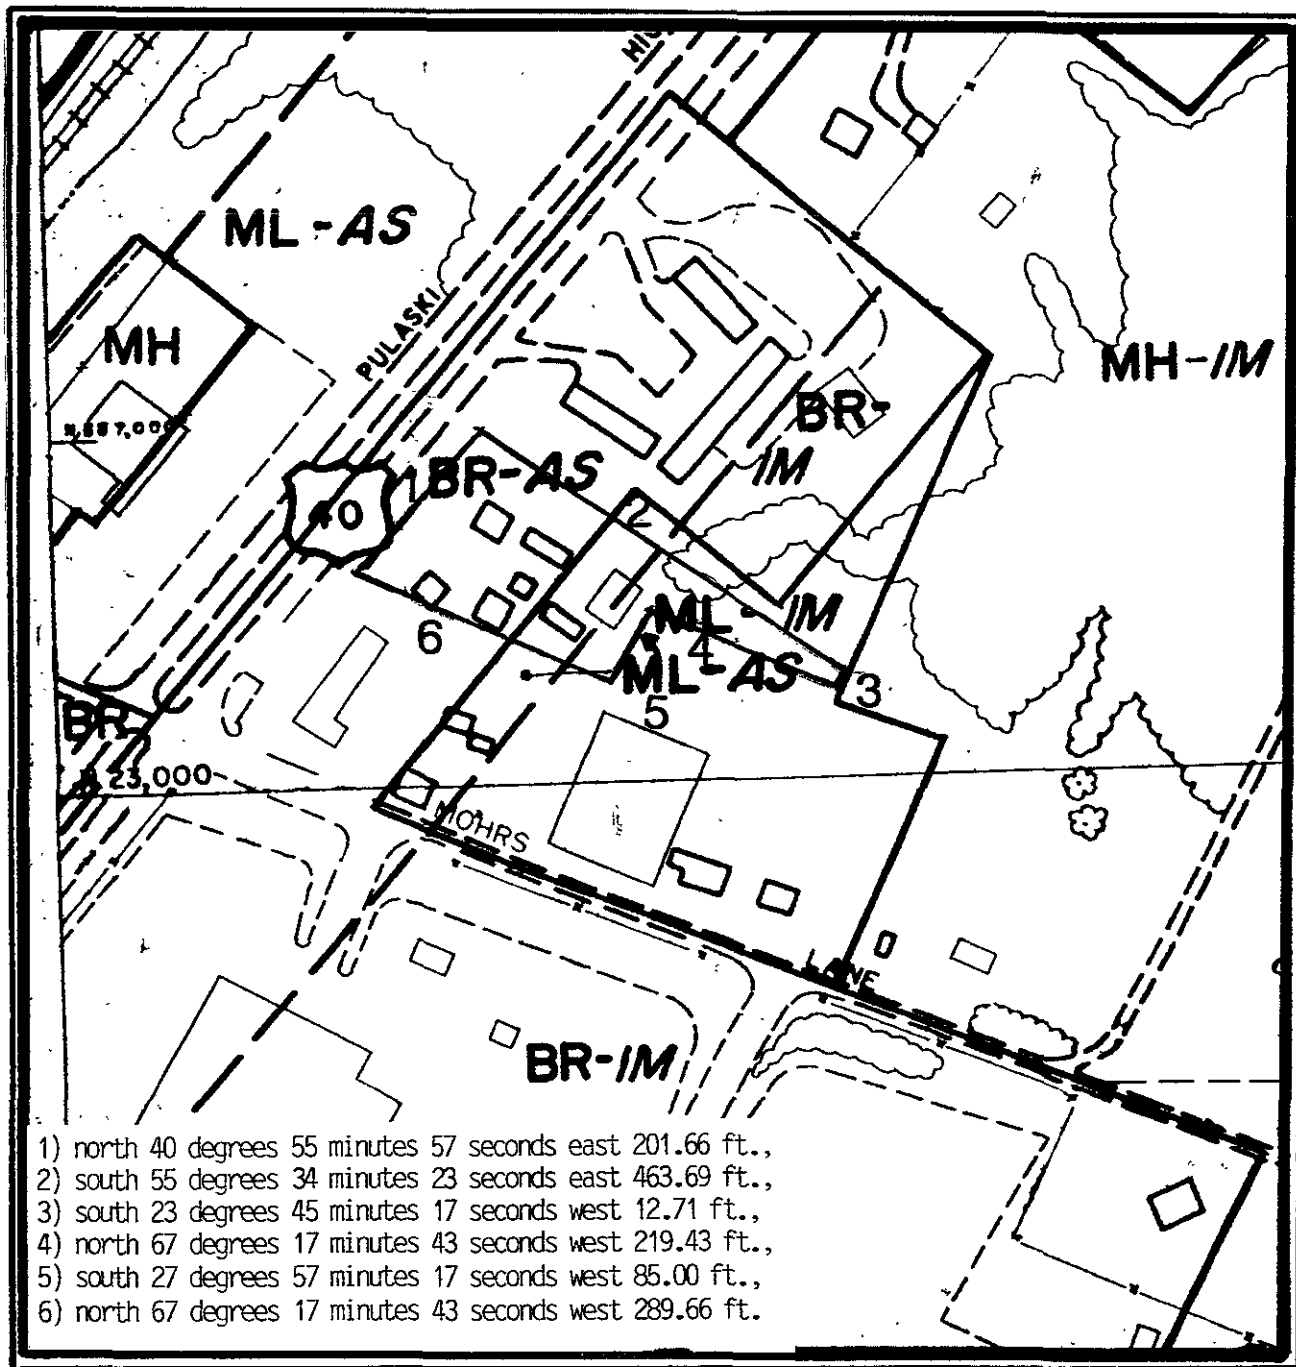 ML-AS
PULASKI
MH
MH-IM
BR-
IM
BR-AS
1
40
2
ML-IM
4
ML-AS
3
6
5
BR
23,000
MOHRS
LANE
BR-IM
1) north 40 degrees 55 minutes 57 seconds east 201.66 ft.,
2) south 55 degrees 34 minutes 23 seconds east 463.69 ft.,
3) south 23 degrees 45 minutes 17 seconds west 12.71 ft.,
4) north 67 degrees 17 minutes 43 seconds west 219.43 ft.,
5) south 27 degrees 57 minutes 17 seconds west 85.00 ft.,
6) north 67 degrees 17 minutes 43 seconds west 289.66 ft.